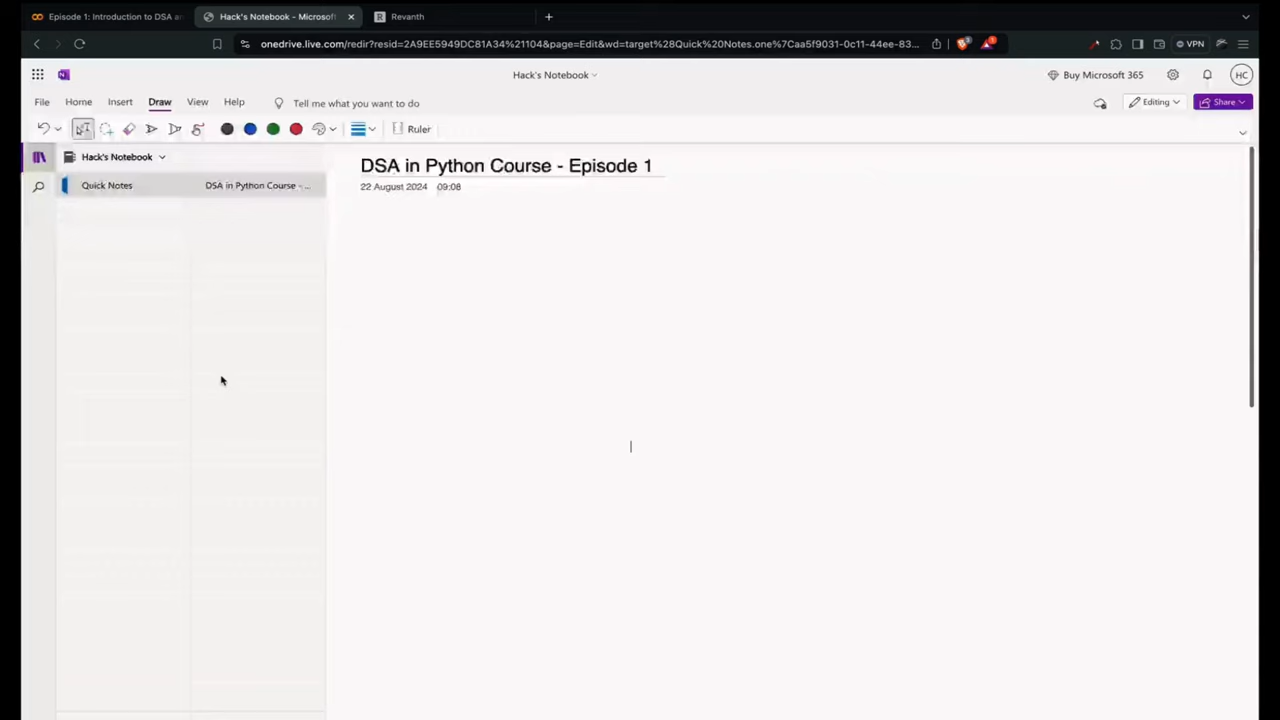 Episode 1: Introduction to DSA an
Hack's Notebook - Microsoft
Revanth
onedrive.live.com/redir?resid=2A9EE5949DC81A34%21104&page=Edit&wd=target%28Quick%20Notes.one%7Caa5f9031-0c11-44ee-83...
VPN
Hack's Notebook
Buy Microsoft 365
HC
File Home Insert Draw View Help Tell me what you want to do
Editing
Share
Ruler
Hack's Notebook
Quick Notes
DSA in Python Course - ...
DSA in Python Course - Episode 1
22 August 2024 09:08